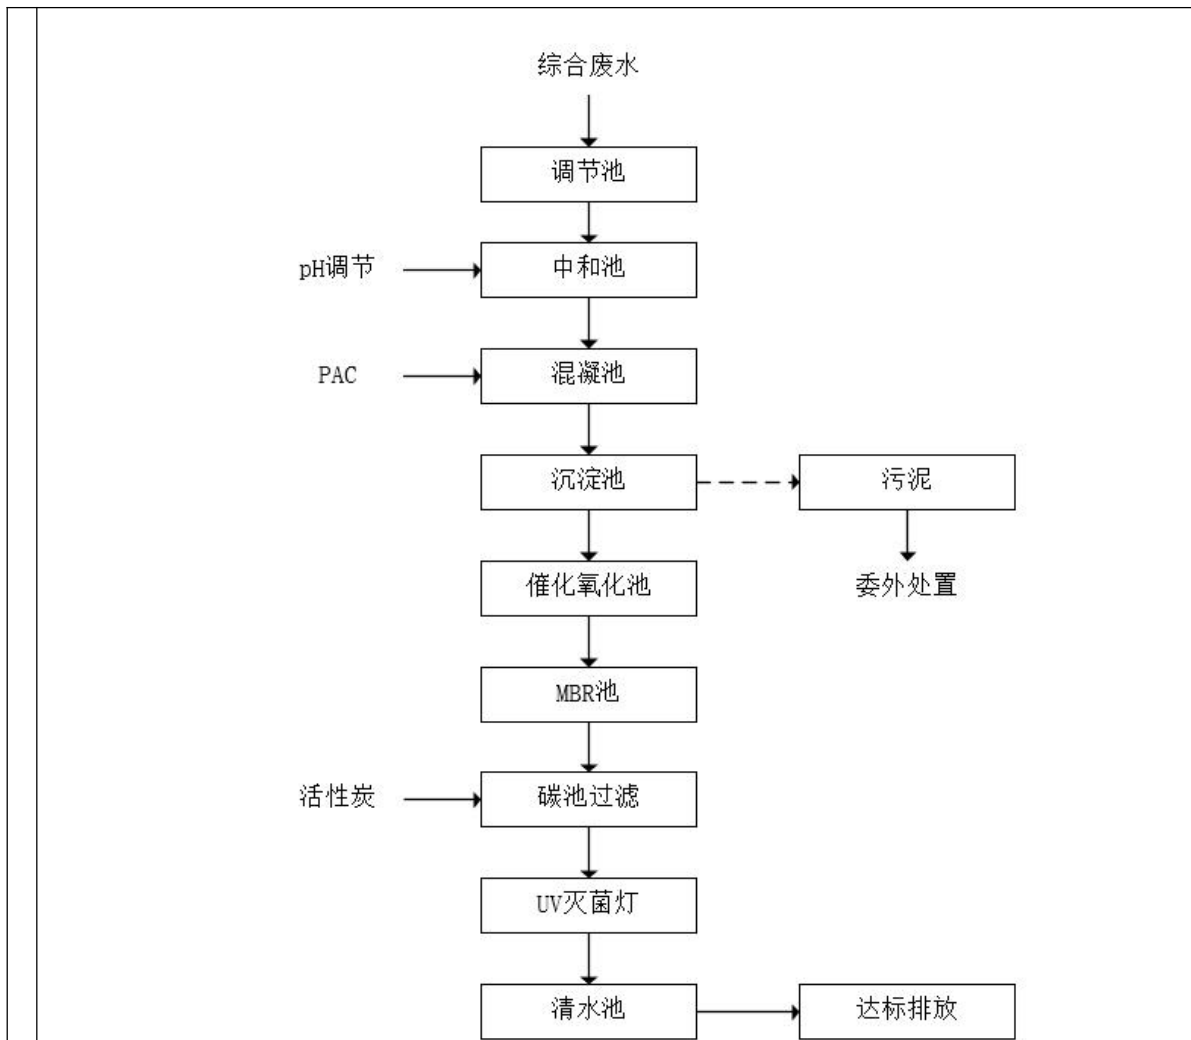 综合废水
调节池
pH调节
中和池
PAC
混凝池
沉淀池
污泥
催化氧化池
委外处置
MBR池
活性炭
碳池过滤
UV灭菌灯
清水池
达标排放